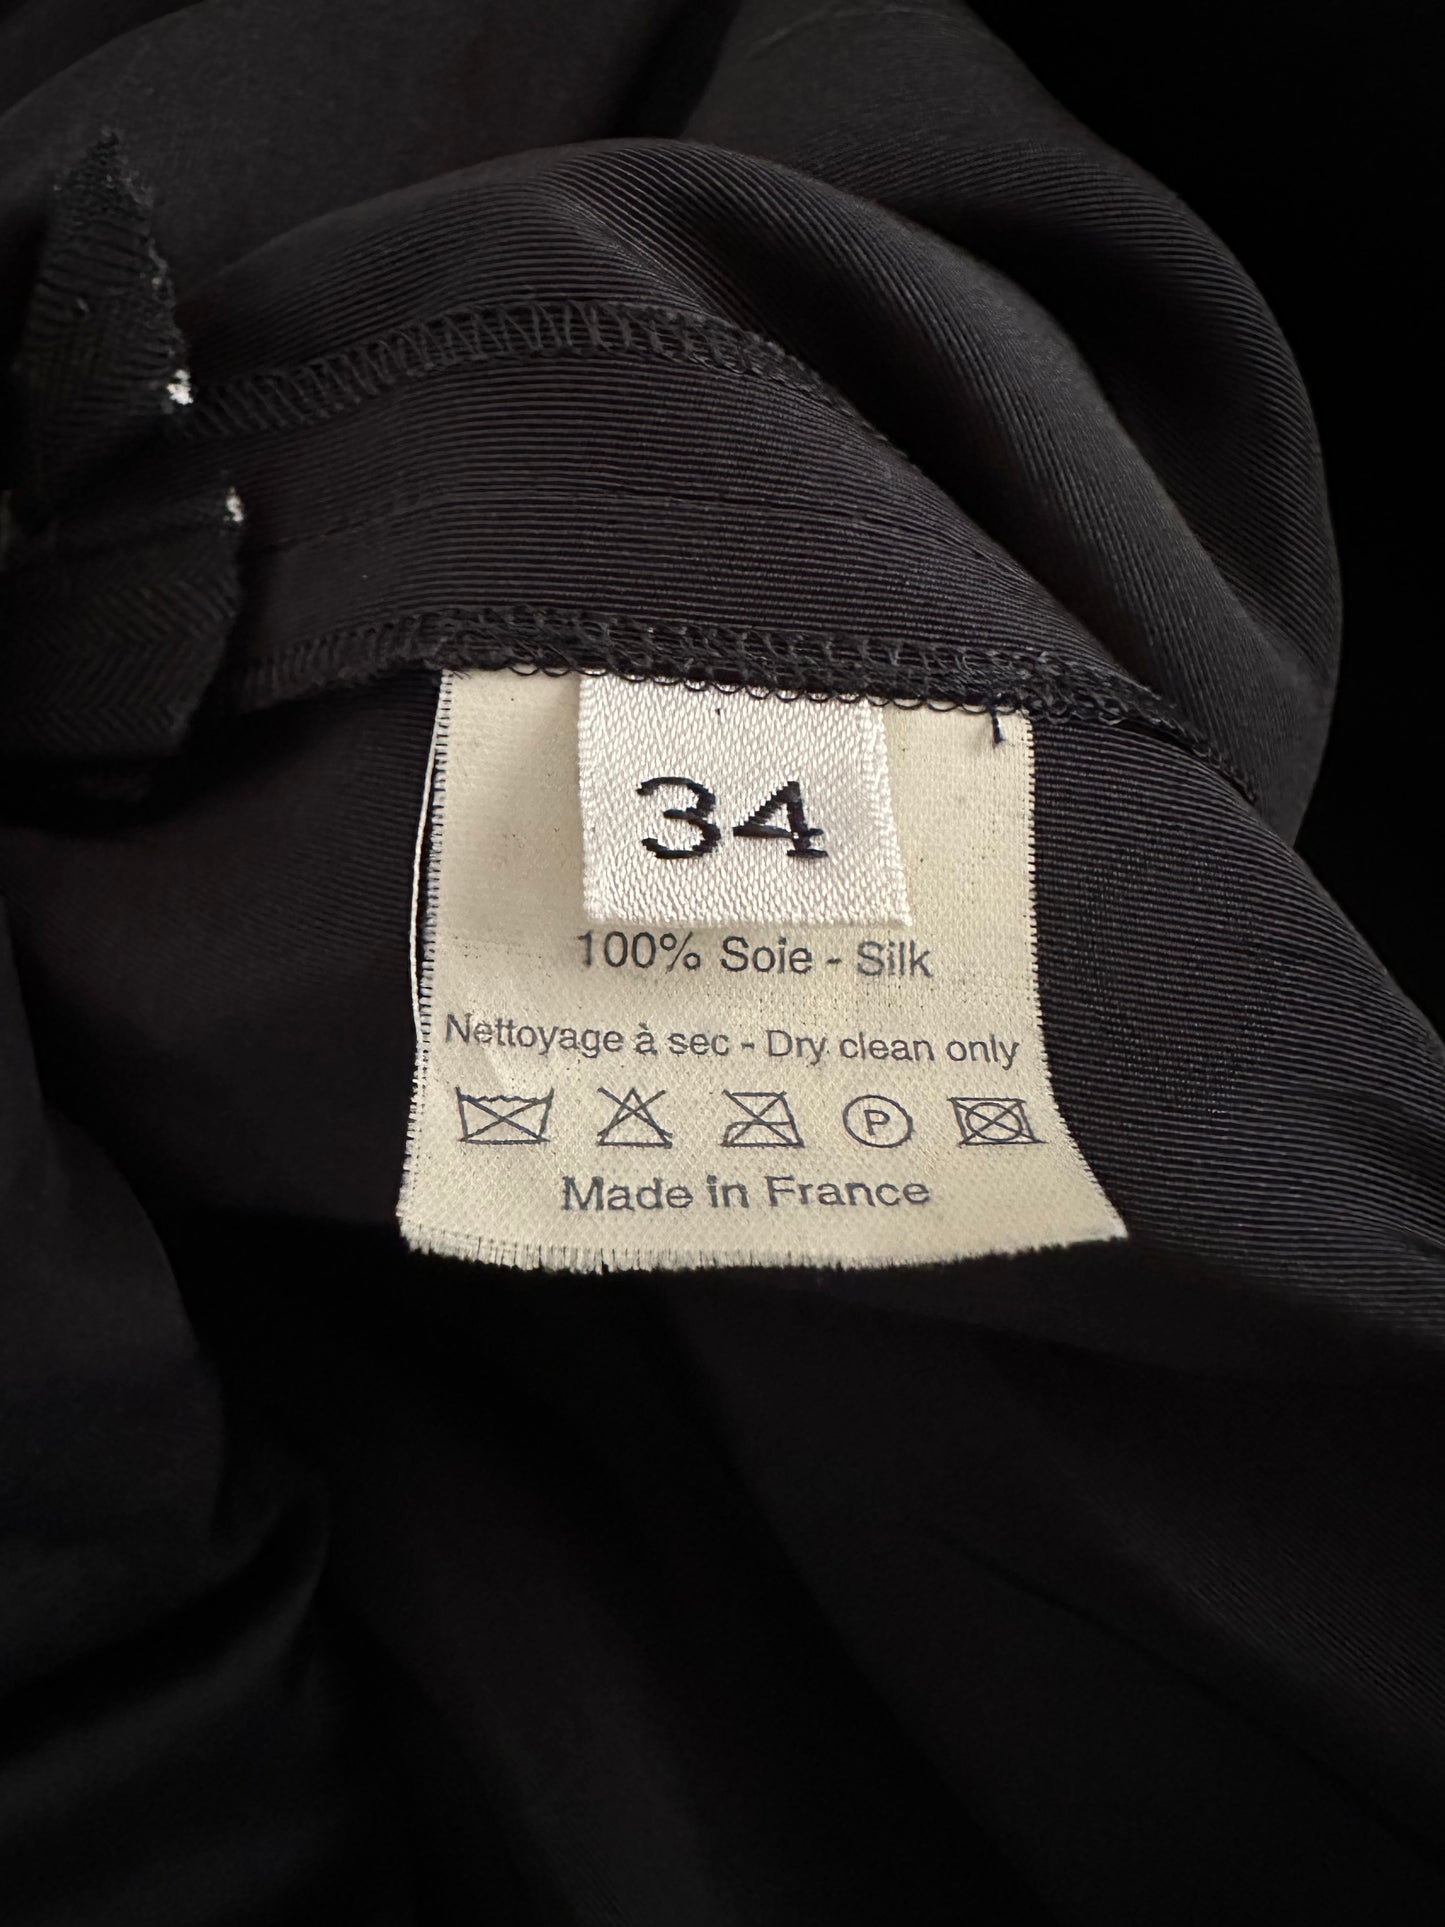 34
100% Soie - Silk
Nettoyage à sec - Dry clean only
P
Made in France